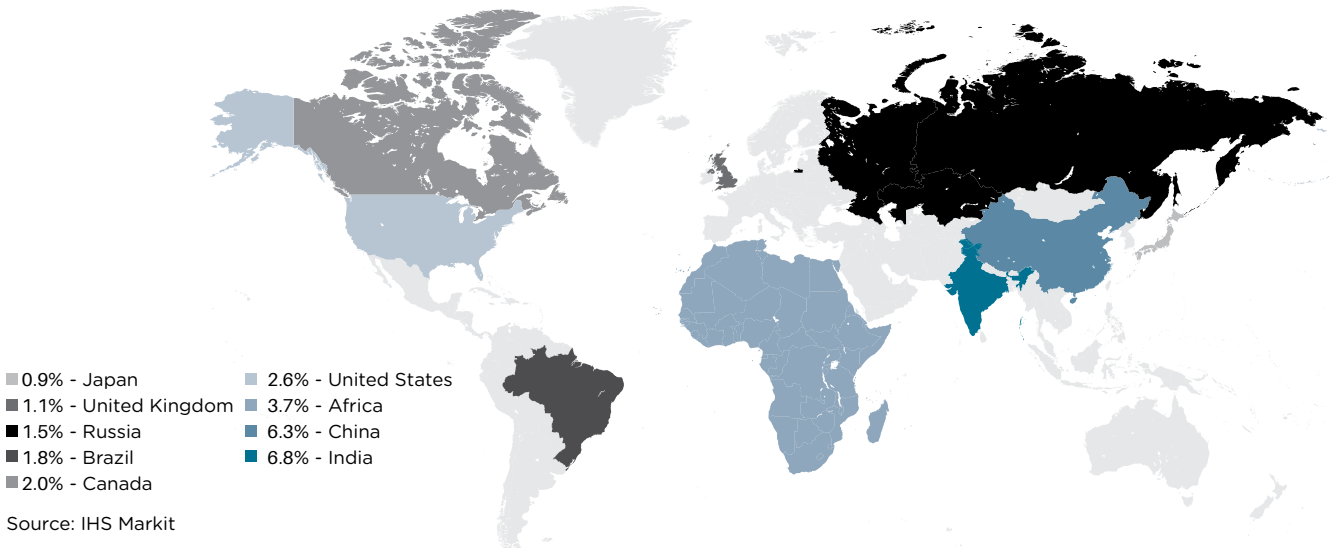 0.9% - Japan
1.1% - United Kingdom
1.5% - Russia
1.8% - Brazil
2.0% - Canada
2.6% - United States
3.7% - Africa
6.3% - China
6.8% - India
Source: IHS Markit